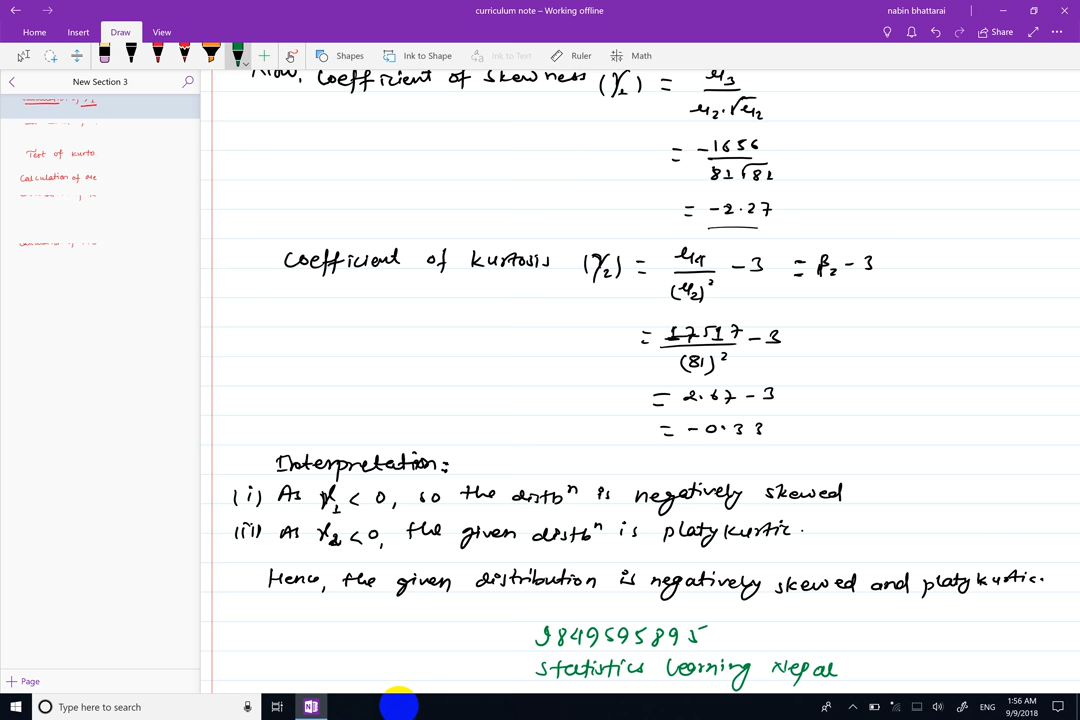 curriculum note – Working offline
nabin bhattarai
Home Insert Draw View
Share
Shapes Ink to Shape Ink to Text Ruler Math
New Section 3
Test of kurto
Calculation of Me
Now, Coefficient of skewness (γ₁) = μ₃ / μ₂.√μ₂
= -1656 / 81√81
= -2.27
Coefficient of kurtosis (γ₂) = μ₄ / (μ₂)² - 3 = β₂ - 3
= 17517 / (81)² - 3
= 2.67 - 3
= -0.33
Interpretation:
(i) As γ₁ < 0, so the distbⁿ is negatively skewed
(ii) As γ₂ < 0, the given distbⁿ is platykurtic.
Hence, the given distribution is negatively skewed and platykurtic.
9849595895
Statistics Learning Nepal
+ Page
Type here to search
ENG
1:56 AM
9/9/2018